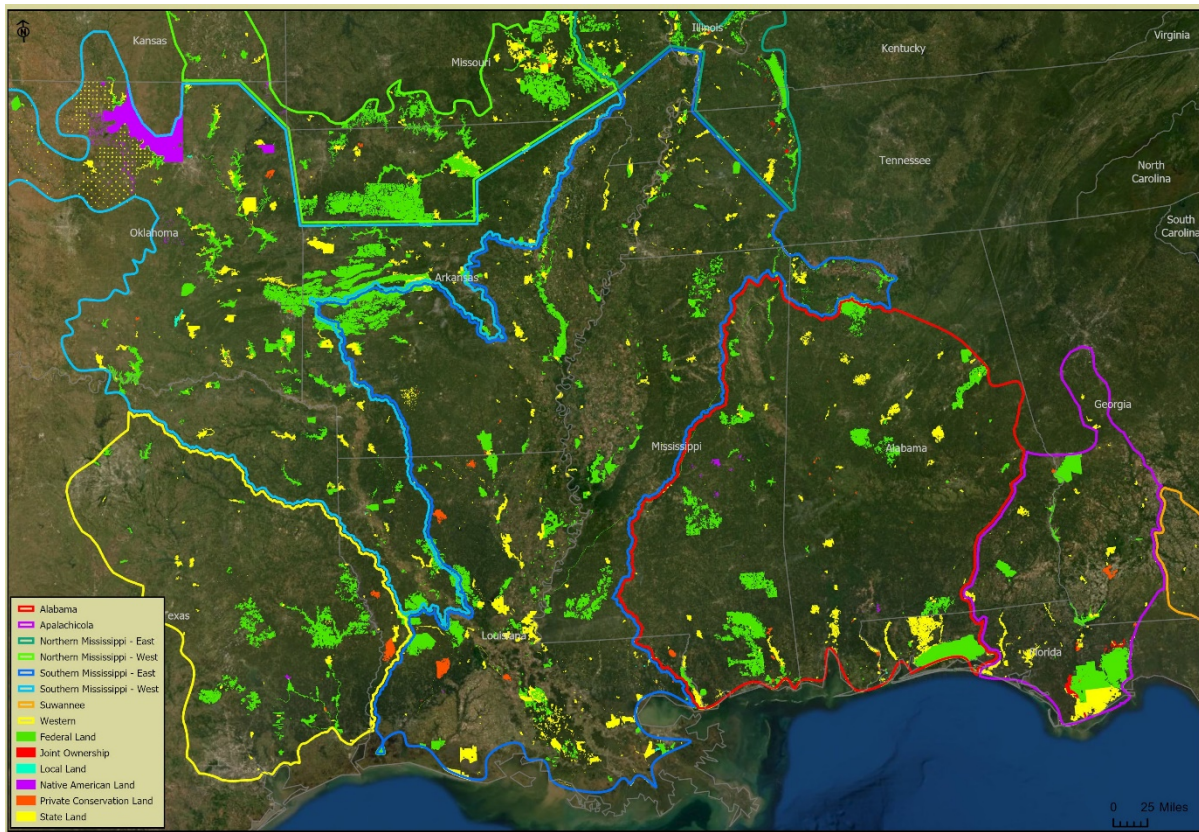 N
Kansas
Missouri
Illinois
Kentucky
Virginia
Tennessee
North
Carolina
South
Carolina
Oklahoma
Arkansas
Georgia
Mississippi
Alabama
Texas
Louisiana
Florida
Alabama
Apalachicola
Northern Mississippi - East
Northern Mississippi - West
Southern Mississippi - East
Southern Mississippi - West
Suwannee
Western
Federal Land
Joint Ownership
Local Land
Native American Land
Private Conservation Land
State Land
0 25 Miles